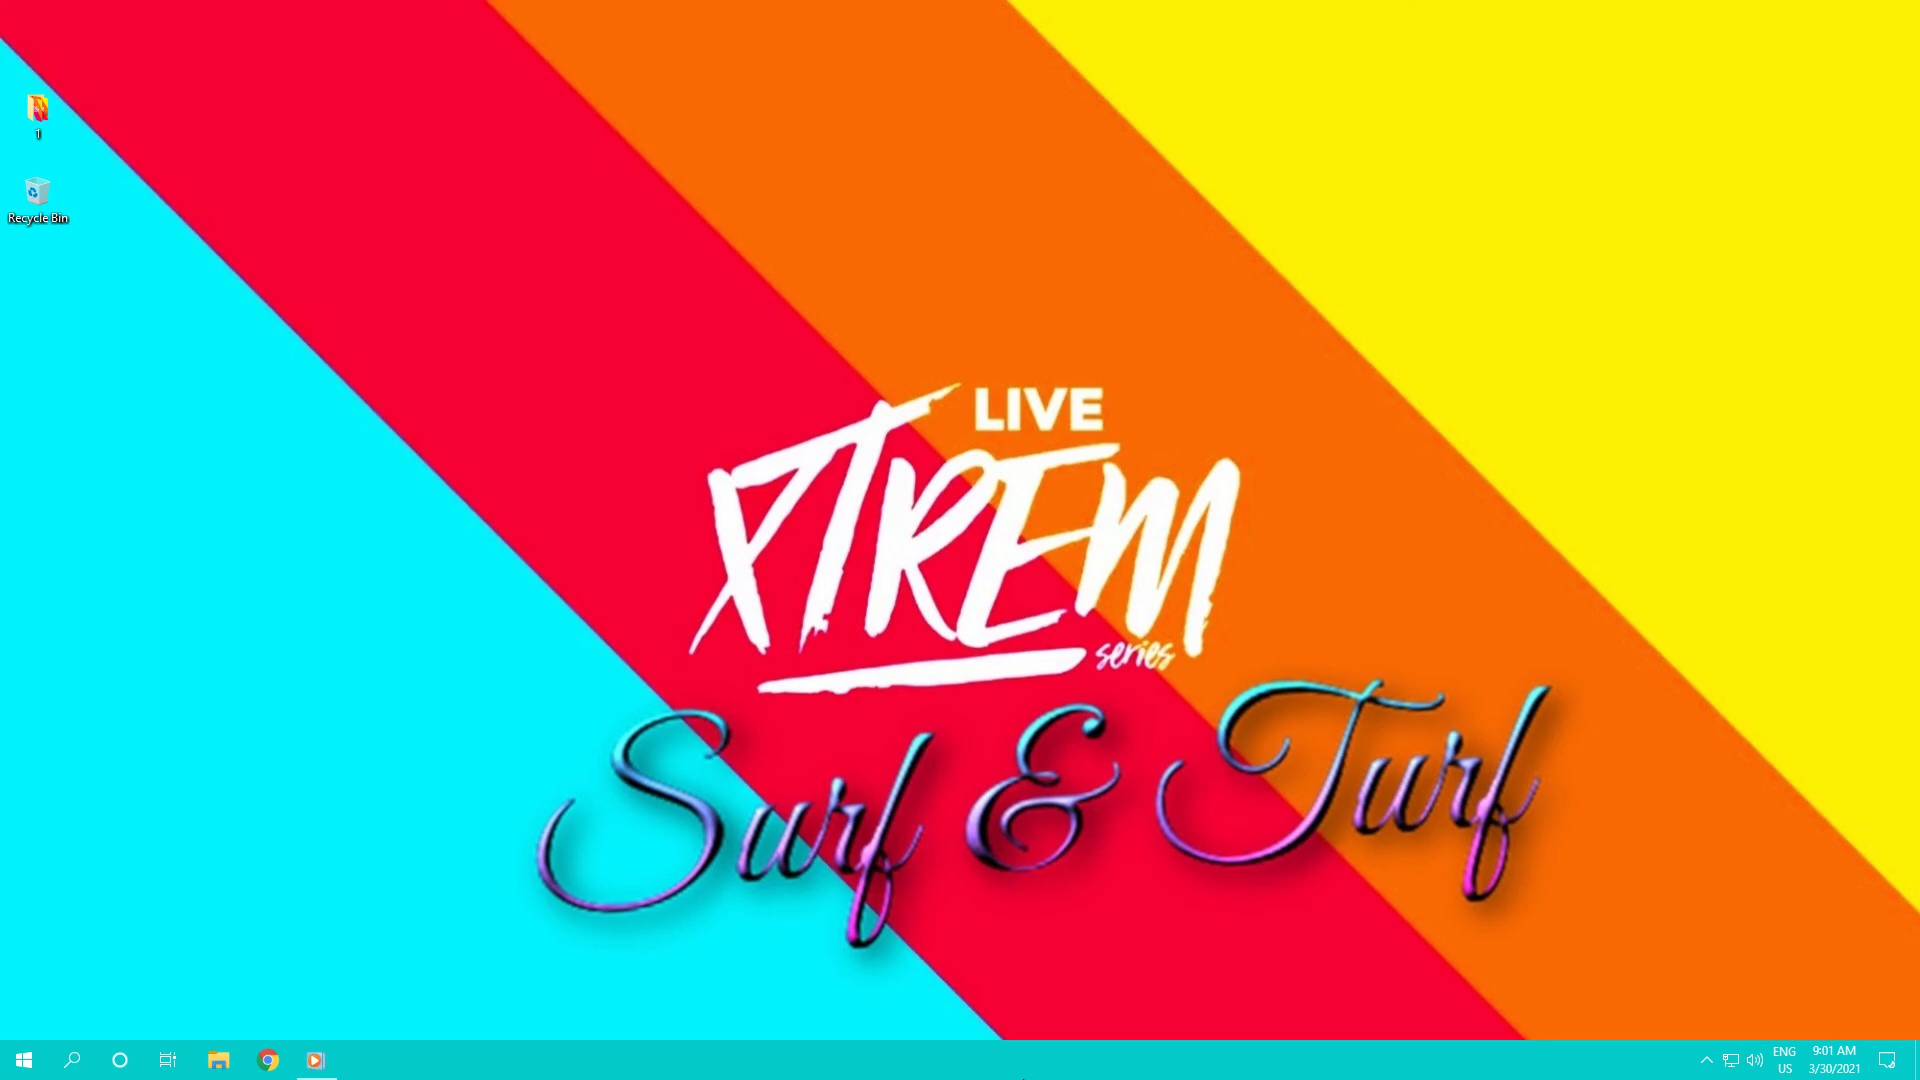 1
Recycle Bin
LIVE
XTREM
series
Surf & Turf
ENG
US
9:01 AM
3/30/2021